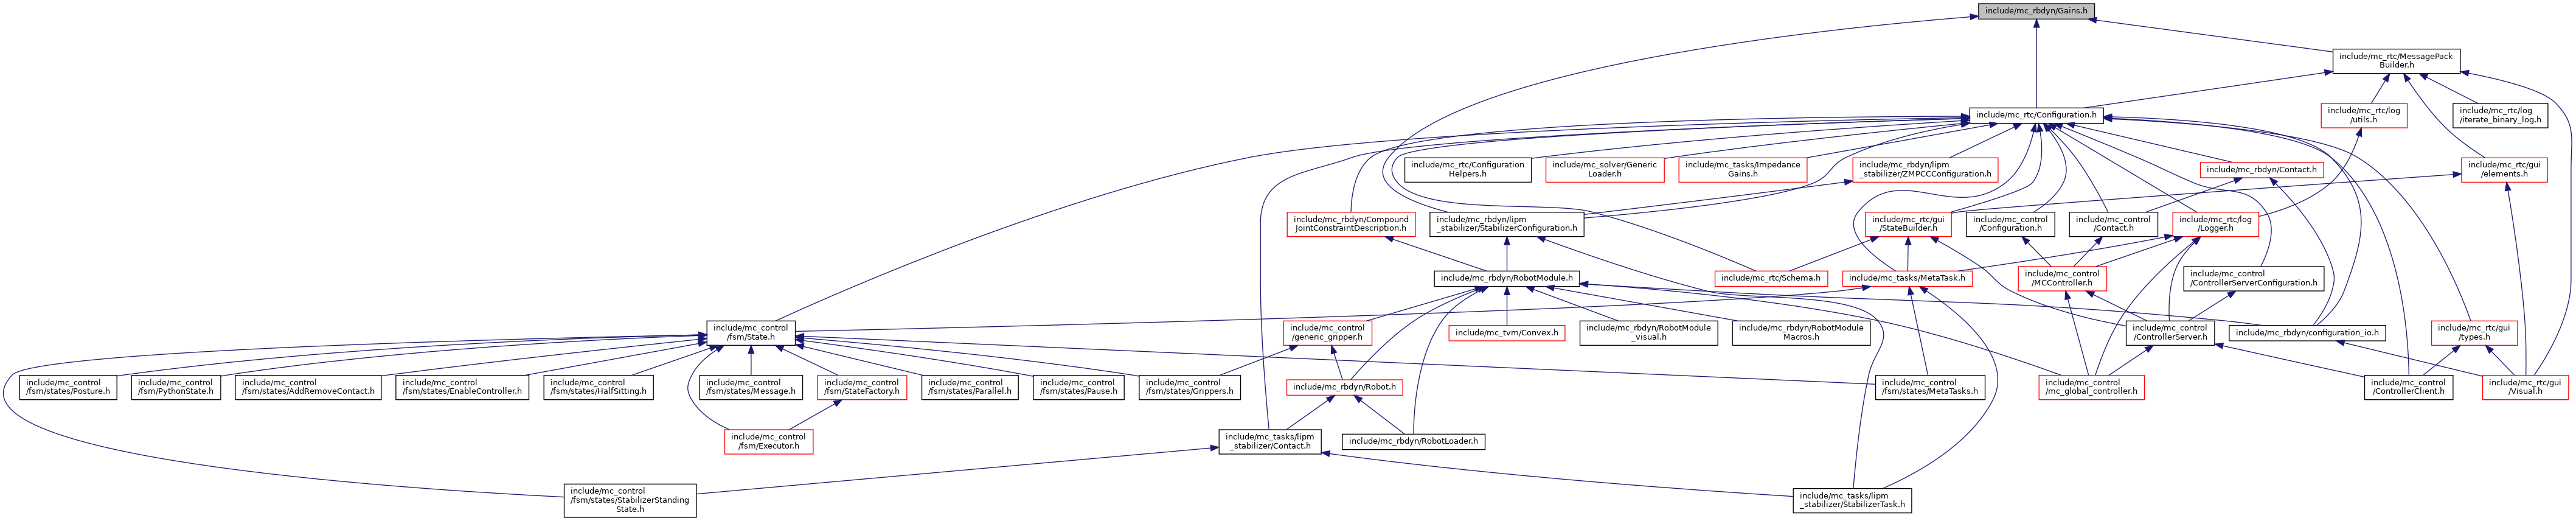 include/mc_rbdyn/Gains.h
include/mc_rtc/MessagePack
Builder.h
include/mc_rtc/Configuration.h
include/mc_rtc/log
/utils.h
include/mc_rtc/log
/iterate_binary_log.h
include/mc_rtc/Configuration
Helpers.h
include/mc_solver/Generic
Loader.h
include/mc_tasks/Impedance
Gains.h
include/mc_rbdyn/lipm
_stabilizer/ZMPCCConfiguration.h
include/mc_rbdyn/Contact.h
include/mc_rtc/gui
/elements.h
include/mc_rbdyn/Compound
JointConstraintDescription.h
include/mc_rbdyn/lipm
_stabilizer/StabilizerConfiguration.h
include/mc_rtc/gui
/StateBuilder.h
include/mc_control
/Configuration.h
include/mc_control
/Contact.h
include/mc_rtc/log
/Logger.h
include/mc_rbdyn/RobotModule.h
include/mc_rtc/Schema.h
include/mc_tasks/MetaTask.h
include/mc_control
/MCController.h
include/mc_control
/ControllerServerConfiguration.h
include/mc_control
/fsm/State.h
include/mc_control
/generic_gripper.h
include/mc_tvm/Convex.h
include/mc_rbdyn/RobotModule
_visual.h
include/mc_rbdyn/RobotModule
Macros.h
include/mc_control
/ControllerServer.h
include/mc_rbdyn/configuration_io.h
include/mc_rtc/gui
/types.h
include/mc_control
/fsm/states/Posture.h
include/mc_control
/fsm/PythonState.h
include/mc_control
/fsm/states/AddRemoveContact.h
include/mc_control
/fsm/states/EnableController.h
include/mc_control
/fsm/states/HalfSitting.h
include/mc_control
/fsm/states/Message.h
include/mc_control
/fsm/StateFactory.h
include/mc_control
/fsm/states/Parallel.h
include/mc_control
/fsm/states/Pause.h
include/mc_control
/fsm/states/Grippers.h
include/mc_rbdyn/Robot.h
include/mc_control
/fsm/states/MetaTasks.h
include/mc_control
/mc_global_controller.h
include/mc_control
/ControllerClient.h
include/mc_rtc/gui
/Visual.h
include/mc_control
/fsm/Executor.h
include/mc_tasks/lipm
_stabilizer/Contact.h
include/mc_rbdyn/RobotLoader.h
include/mc_control
/fsm/states/StabilizerStanding
State.h
include/mc_tasks/lipm
_stabilizer/StabilizerTask.h